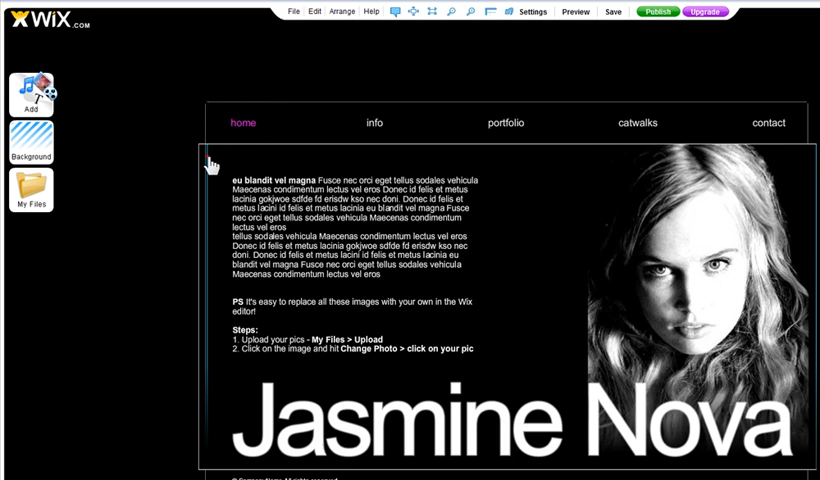 WiX.COM
File Edit Arrange Help Settings Preview Save Publish Upgrade
Add
Background
My Files
home info portfolio catwalks contact
eu blandit vel magna Fusce nec orci eget tellus sodales vehicula
Maecenas condimentum lectus vel eros Donec id felis et metus
lacinia gokjwoe sdfde fd erisdw kso nec doni. Donec id felis et
metus lacini id felis et metus lacinia eu blandit vel magna Fusce
nec orci eget tellus sodales vehicula Maecenas condimentum
lectus vel eros
tellus sodales vehicula Maecenas condimentum lectus vel eros
Donec id felis et metus lacinia gokjwoe sdfde fd erisdw kso nec
doni. Donec id felis et metus lacini id felis et metus lacinia eu
blandit vel magna Fusce nec orci eget tellus sodales vehicula
Maecenas condimentum lectus vel eros
PS It's easy to replace all these images with your own in the Wix
editor!
Steps:
1. Upload your pics - My Files > Upload
2. Click on the image and hit Change Photo > click on your pic
Jasmine Nova